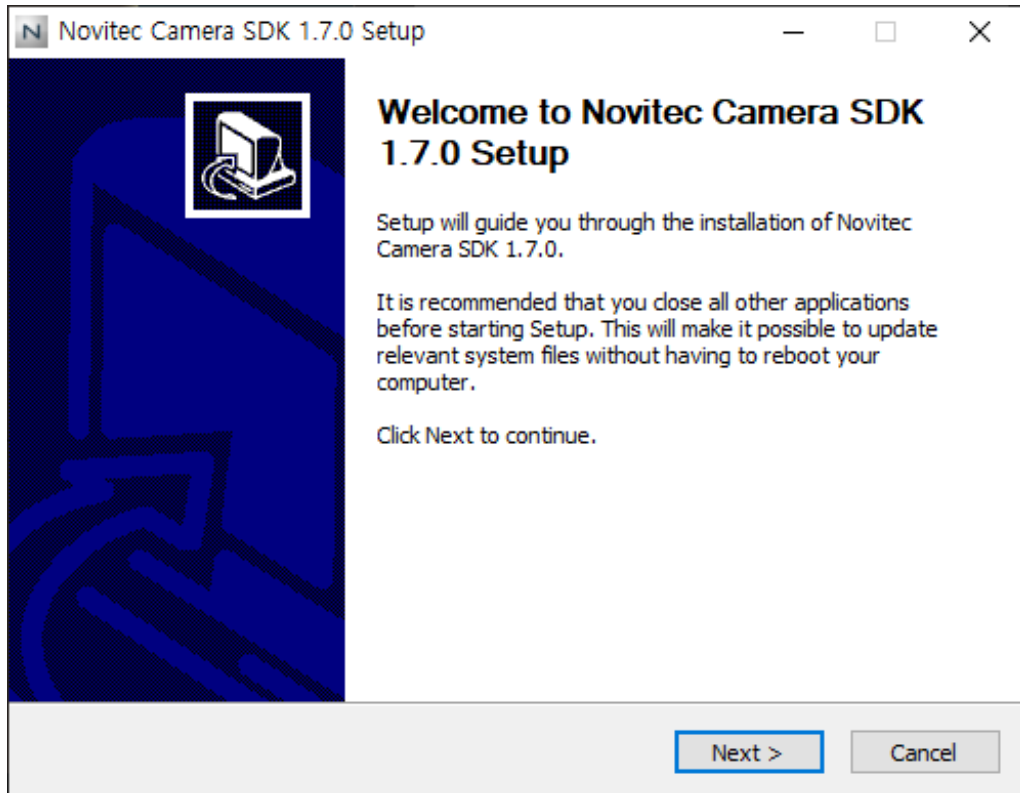 Novitec Camera SDK 1.7.0 Setup
Welcome to Novitec Camera SDK
1.7.0 Setup
Setup will guide you through the installation of Novitec
Camera SDK 1.7.0.
It is recommended that you close all other applications
before starting Setup. This will make it possible to update
relevant system files without having to reboot your
computer.
Click Next to continue.
Next >
Cancel